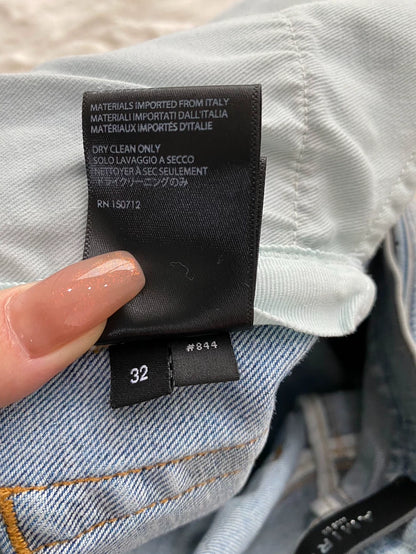 MATERIALS IMPORTED FROM ITALY
MATERIALI IMPORTATI DALL'ITALIA
MATÉRIAUX IMPORTÉS D'ITALIE
DRY CLEAN ONLY
SOLO LAVAGGIO A SECCO
NETTOYER À SEC SEULEMENT
ドライクリーニングのみ
RN 150712
32
#844